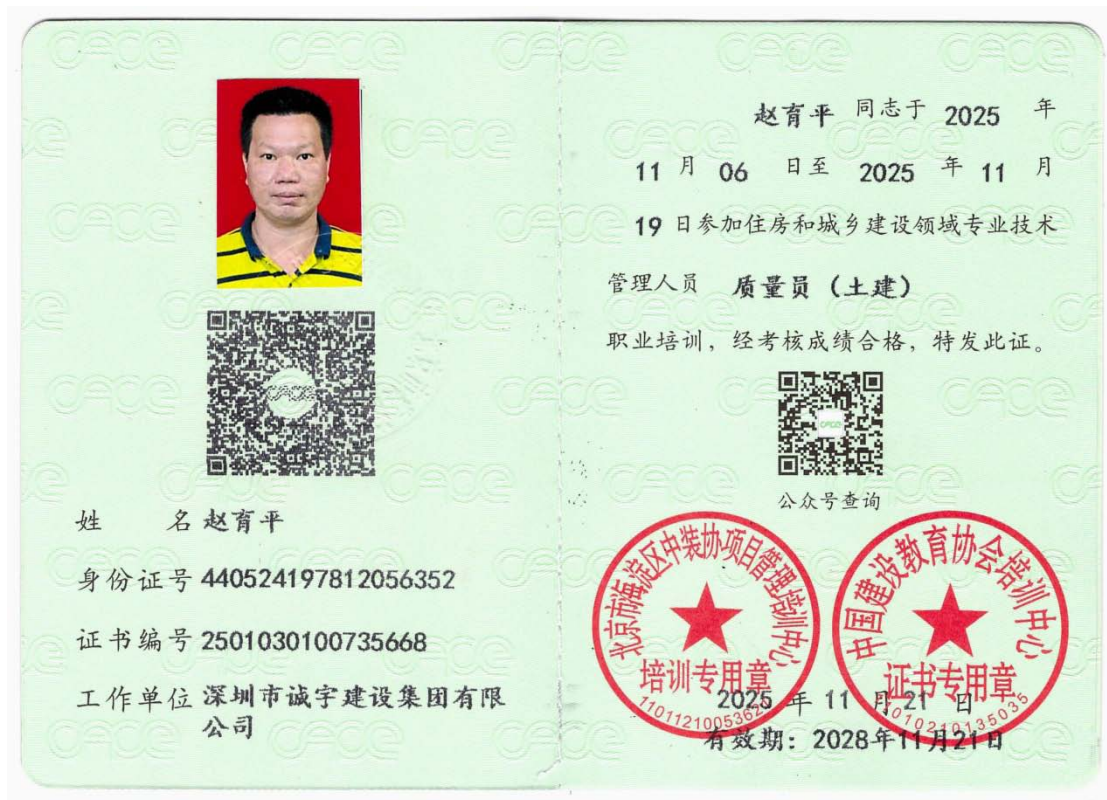 姓 名 赵育平
身份证号 440524197812056352
证书编号 2501030100735668
工作单位 深圳市诚宇建设集团有限
公司
赵育平 同志于 2025 年
11 月 06 日至 2025 年 11 月
19 日参加住房和城乡建设领域专业技术
管理人员 质量员（土建）
职业培训，经考核成绩合格，特发此证。
CACE
公众号查询
北京市海淀区中装协项目管理培训中心
培训专用章
中国建设教育协会培训中心
证书专用章
2025 年 11 月 21 日
有效期：2028年11月21日